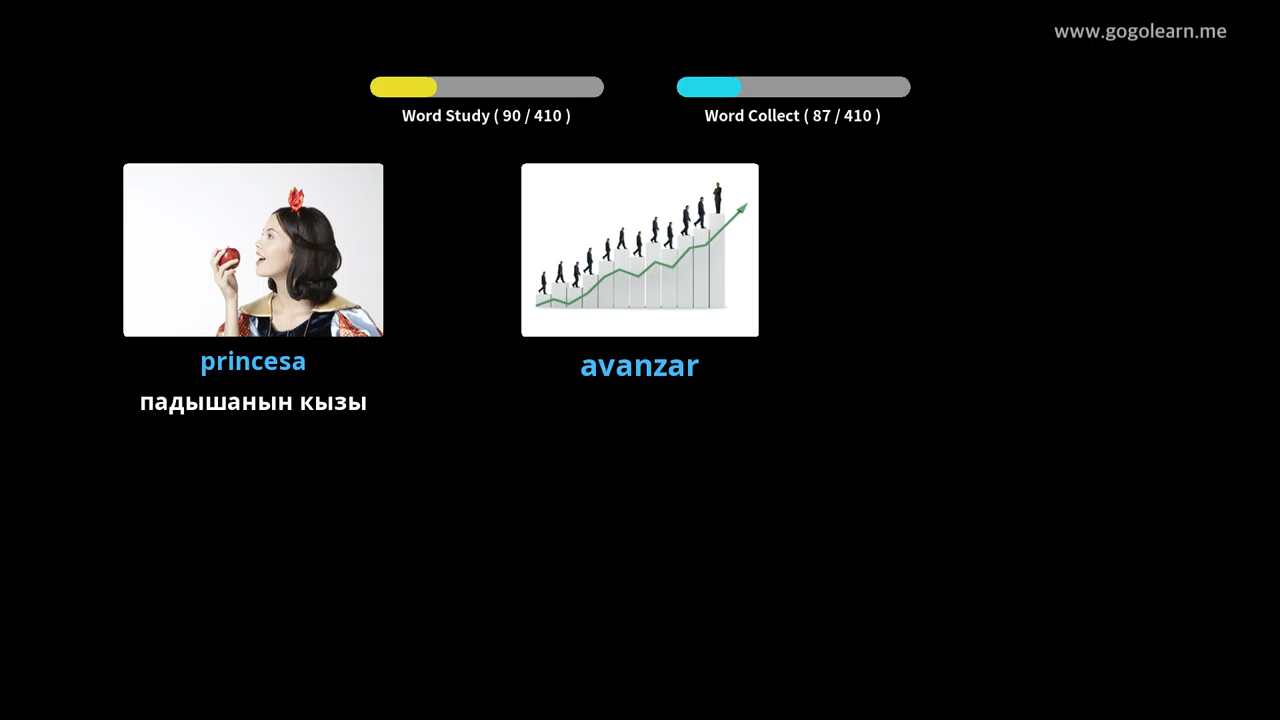 www.gogolearn.me
Word Study ( 90 / 410 )
Word Collect ( 87 / 410 )
princesa
avanzar
падышанын кызы